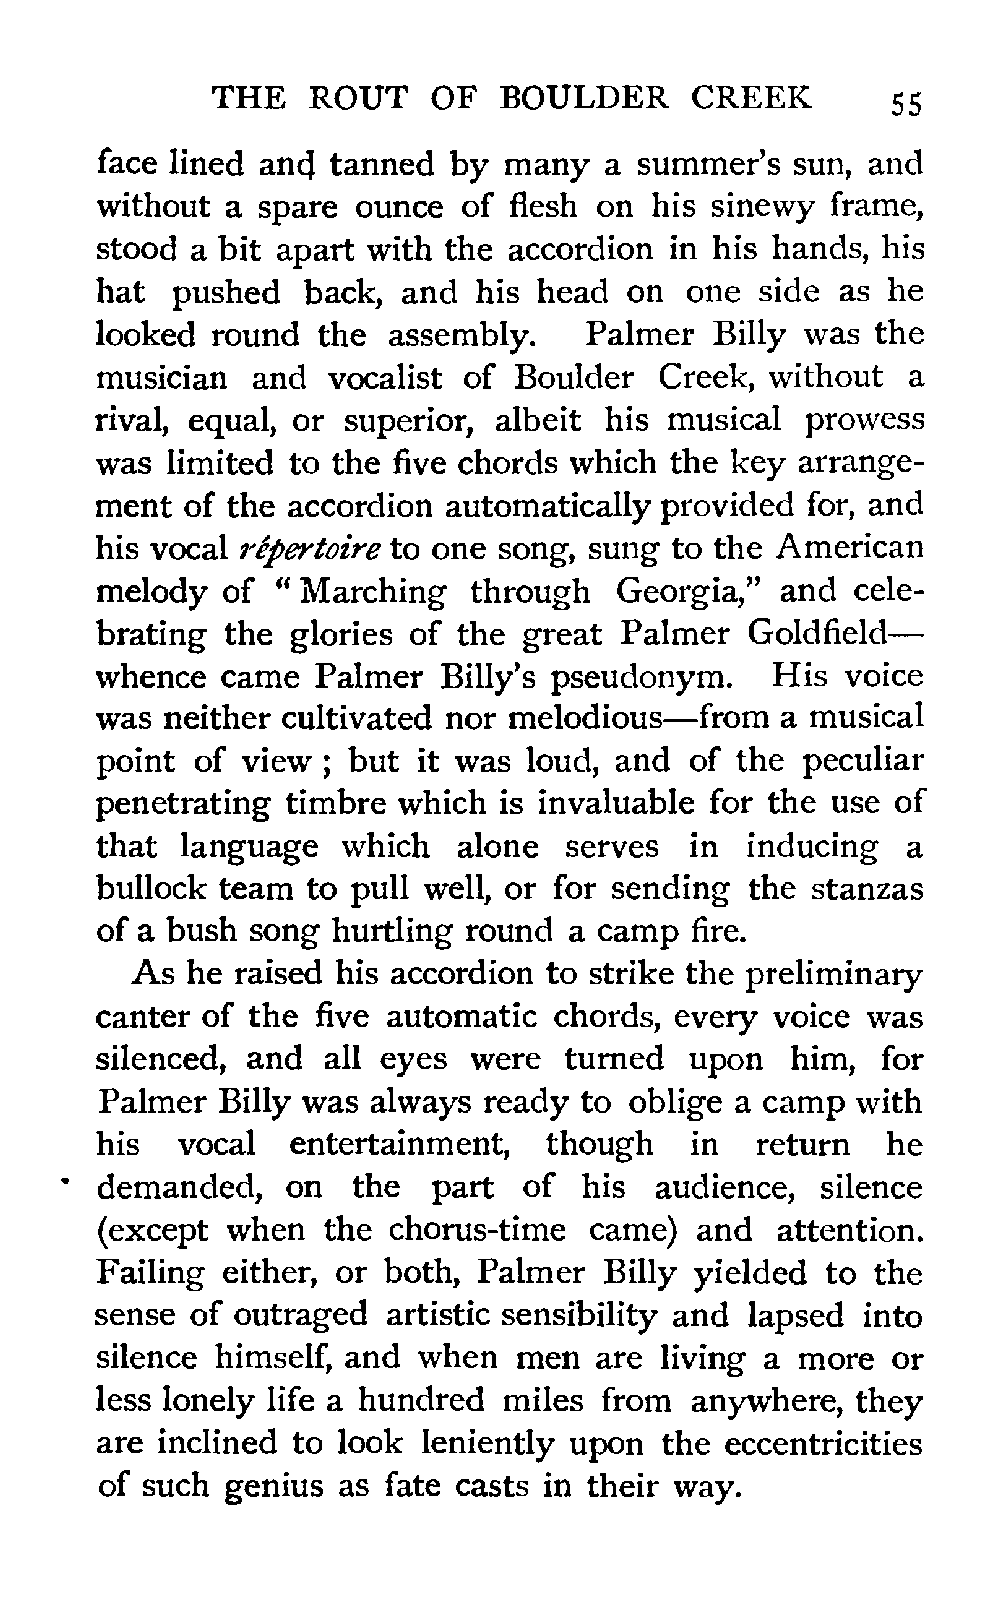 THE ROUT OF BOULDER CREEK 55
face lined and tanned by many a summer's sun, and
without a spare ounce of flesh on his sinewy frame,
stood a bit apart with the accordion in his hands, his
hat pushed back, and his head on one side as he
looked round the assembly. Palmer Billy was the
musician and vocalist of Boulder Creek, without a
rival, equal, or superior, albeit his musical prowess
was limited to the five chords which the key arrange-
ment of the accordion automatically provided for, and
his vocal répertoire to one song, sung to the American
melody of “ Marching through Georgia,” and cele-
brating the glories of the great Palmer Goldfield—
whence came Palmer Billy's pseudonym. His voice
was neither cultivated nor melodious—from a musical
point of view ; but it was loud, and of the peculiar
penetrating timbre which is invaluable for the use of
that language which alone serves in inducing a
bullock team to pull well, or for sending the stanzas
of a bush song hurtling round a camp fire.
As he raised his accordion to strike the preliminary
canter of the five automatic chords, every voice was
silenced, and all eyes were turned upon him, for
Palmer Billy was always ready to oblige a camp with
his vocal entertainment, though in return he
demanded, on the part of his audience, silence
(except when the chorus-time came) and attention.
Failing either, or both, Palmer Billy yielded to the
sense of outraged artistic sensibility and lapsed into
silence himself, and when men are living a more or
less lonely life a hundred miles from anywhere, they
are inclined to look leniently upon the eccentricities
of such genius as fate casts in their way.